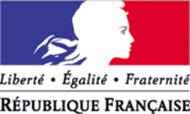 Liberté • Égalité • Fraternité
RÉPUBLIQUE FRANÇAISE